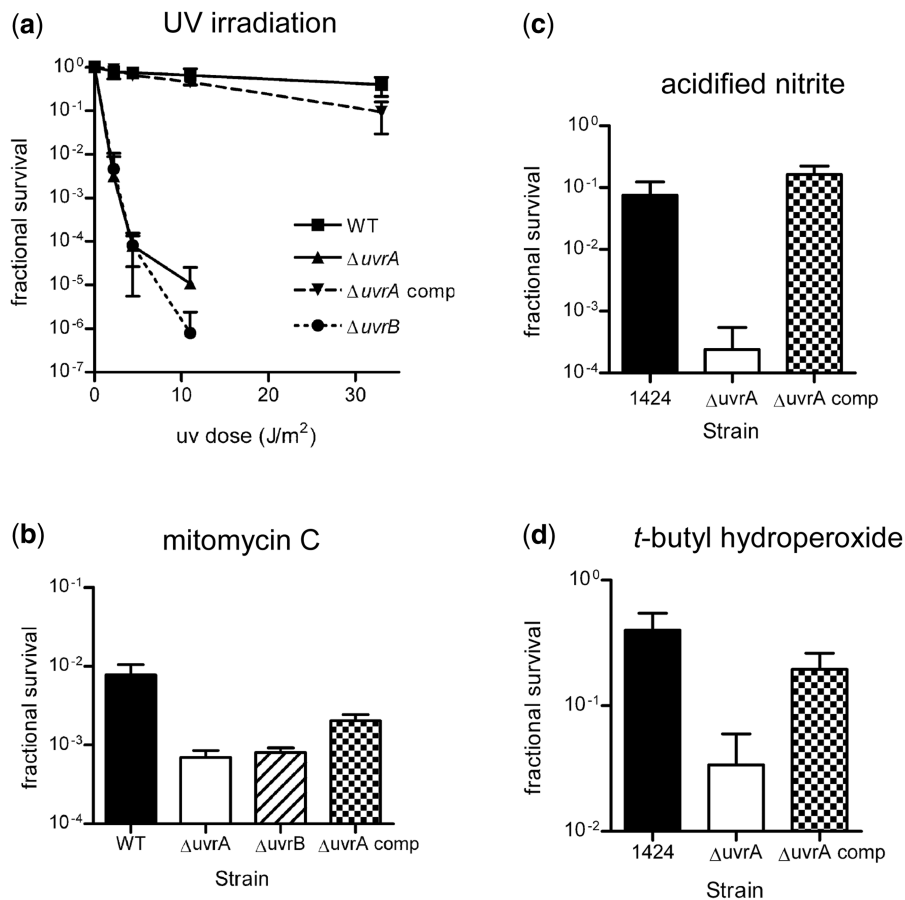 (a)
UV irradiation
fractional survival
10^0
10^-1
10^-2
10^-3
10^-4
10^-5
10^-6
10^-7
0
10
20
30
uv dose (J/m^2)
WT
ΔuvrA
ΔuvrA comp
ΔuvrB
(b)
mitomycin C
fractional survival
10^-1
10^-2
10^-3
10^-4
WT
ΔuvrA
ΔuvrB
ΔuvrA comp
Strain
(c)
acidified nitrite
fractional survival
10^0
10^-1
10^-2
10^-3
10^-4
1424
ΔuvrA
ΔuvrA comp
Strain
(d)
t-butyl hydroperoxide
fractional survival
10^0
10^-1
10^-2
1424
ΔuvrA
ΔuvrA comp
Strain